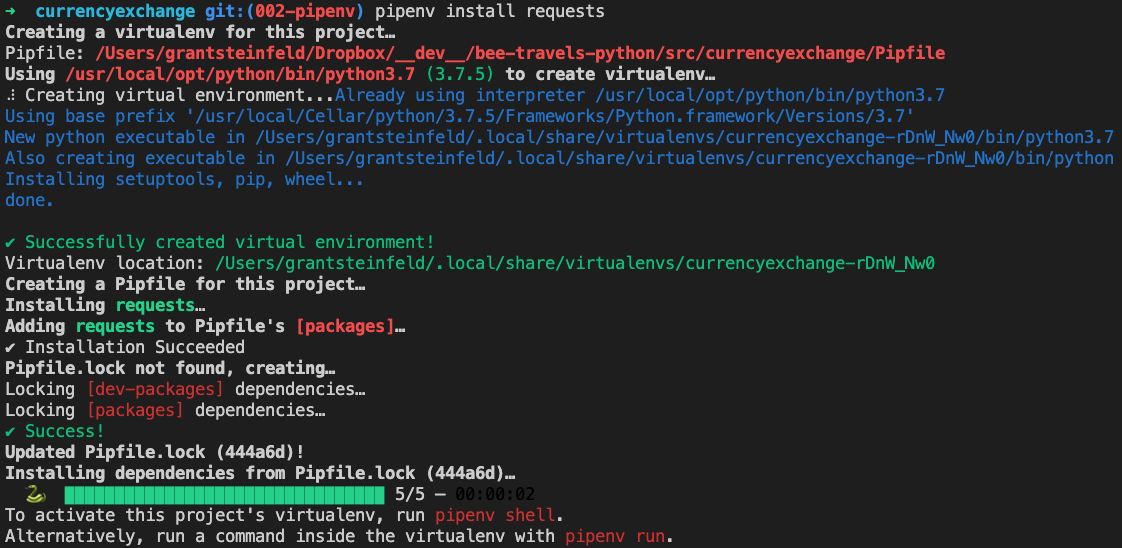 ➜  currencyexchange git:(002-pipenv) pipenv install requests
Creating a virtualenv for this project…
Pipfile: /Users/grantsteinfeld/Dropbox/__dev__/bee-travels-python/src/currencyexchange/Pipfile
Using /usr/local/opt/python/bin/python3.7 (3.7.5) to create virtualenv…
⠼ Creating virtual environment...Already using interpreter /usr/local/opt/python/bin/python3.7
Using base prefix '/usr/local/Cellar/python/3.7.5/Frameworks/Python.framework/Versions/3.7'
New python executable in /Users/grantsteinfeld/.local/share/virtualenvs/currencyexchange-rDnW_Nw0/bin/python3.7
Also creating executable in /Users/grantsteinfeld/.local/share/virtualenvs/currencyexchange-rDnW_Nw0/bin/python
Installing setuptools, pip, wheel...
done.
✔ Successfully created virtual environment!
Virtualenv location: /Users/grantsteinfeld/.local/share/virtualenvs/currencyexchange-rDnW_Nw0
Creating a Pipfile for this project…
Installing requests…
Adding requests to Pipfile's [packages]…
✔ Installation Succeeded
Pipfile.lock not found, creating…
Locking [dev-packages] dependencies…
Locking [packages] dependencies…
✔ Success!
Updated Pipfile.lock (444a6d)!
Installing dependencies from Pipfile.lock (444a6d)…
5/5 — 00:00:02
To activate this project's virtualenv, run pipenv shell.
Alternatively, run a command inside the virtualenv with pipenv run.